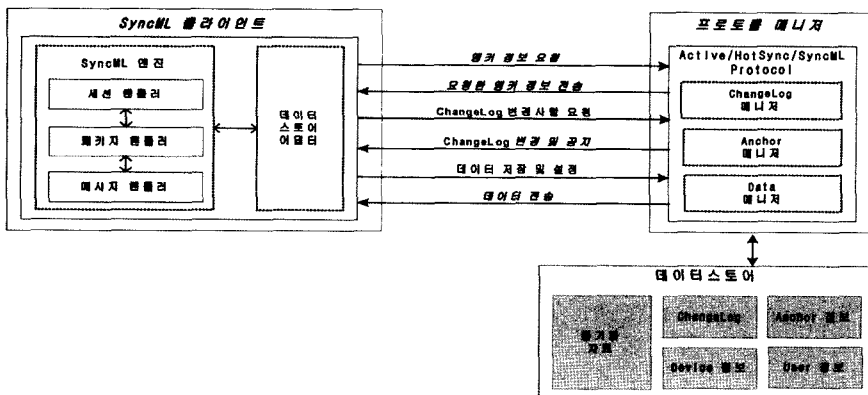 SyncML 클라이언트
SyncML 엔진
세션 핸들러
패키지 핸들러
메시지 핸들러
데이터
스토어
어댑터
앵커 정보 요청
요청한 앵커 정보 전송
ChangeLog 변경사항 요청
ChangeLog 변경 및 공지
데이터 저장 및 설정
데이터 전송
프로토콜 매니저
Active/HotSync/SyncML
Protocol
ChangeLog
매니저
Anchor
매니저
Data
매니저
데이터스토어
동기화
자료
ChangeLog
Anchor 정보
Device 정보
User 정보